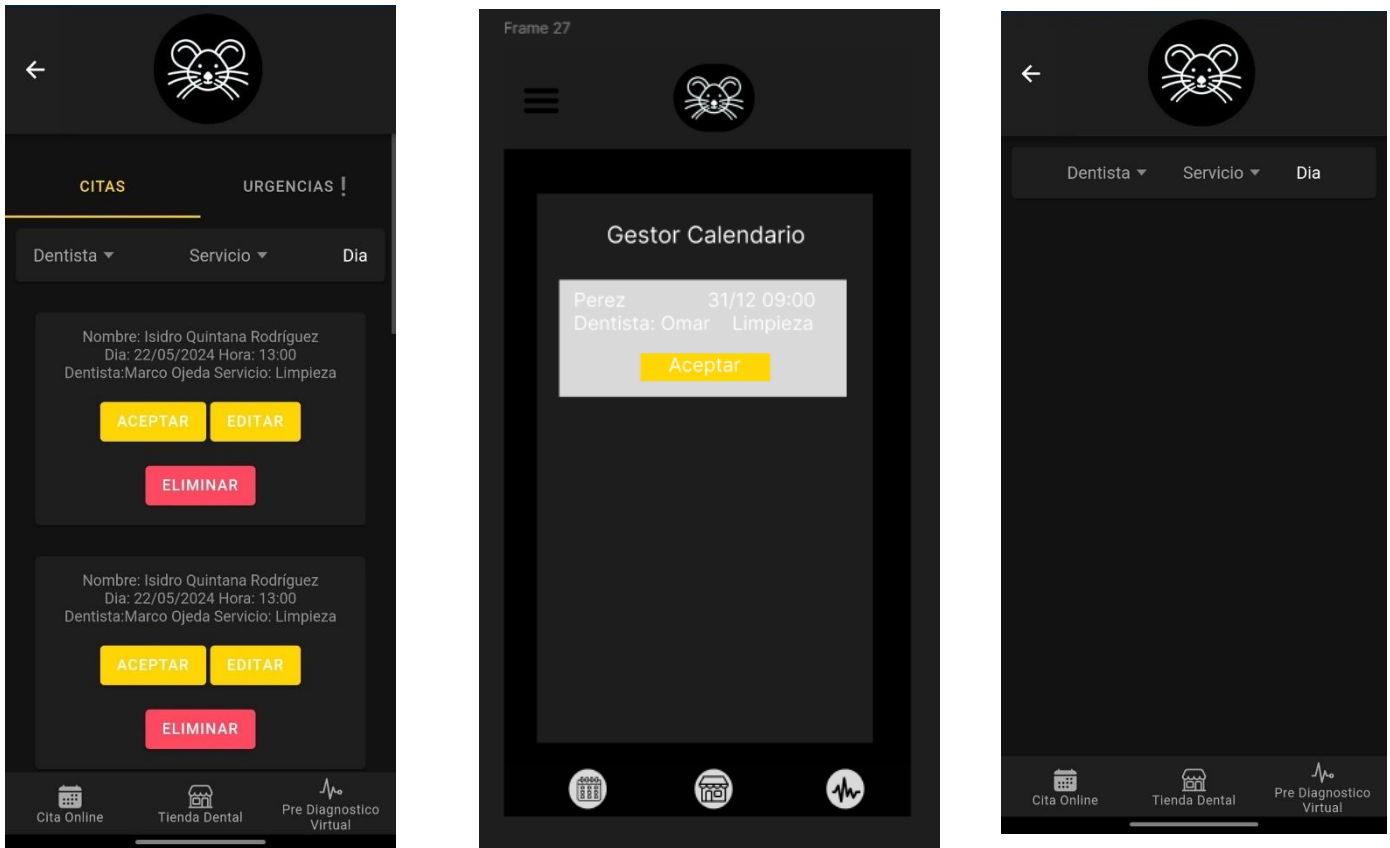 CITAS URGENCIAS❗
Dentista Servicio Dia
Nombre: Isidro Quintana Rodríguez
Dia: 22/05/2024 Hora: 13:00
Dentista:Marco Ojeda Servicio: Limpieza
ACEPTAR EDITAR
ELIMINAR
Nombre: Isidro Quintana Rodríguez
Dia: 22/05/2024 Hora: 13:00
Dentista:Marco Ojeda Servicio: Limpieza
ACEPTAR EDITAR
ELIMINAR
Cita Online Tienda Dental Pre Diagnostico
Virtual
Frame 27
Gestor Calendario
Perez 31/12 09:00
Dentista: Omar Limpieza
Aceptar
Dentista Servicio Dia
Cita Online Tienda Dental Pre Diagnostico
Virtual